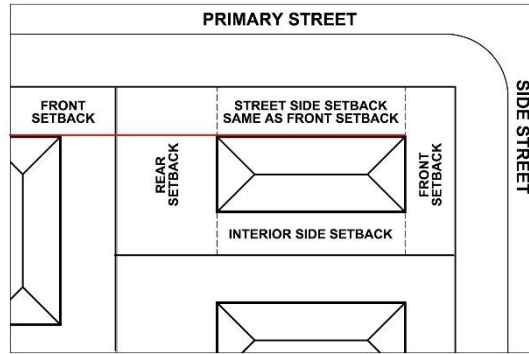 PRIMARY STREET
SIDE STREET
FRONT
SETBACK
STREET SIDE SETBACK
SAME AS FRONT SETBACK
REAR
SETBACK
FRONT
SETBACK
INTERIOR SIDE SETBACK